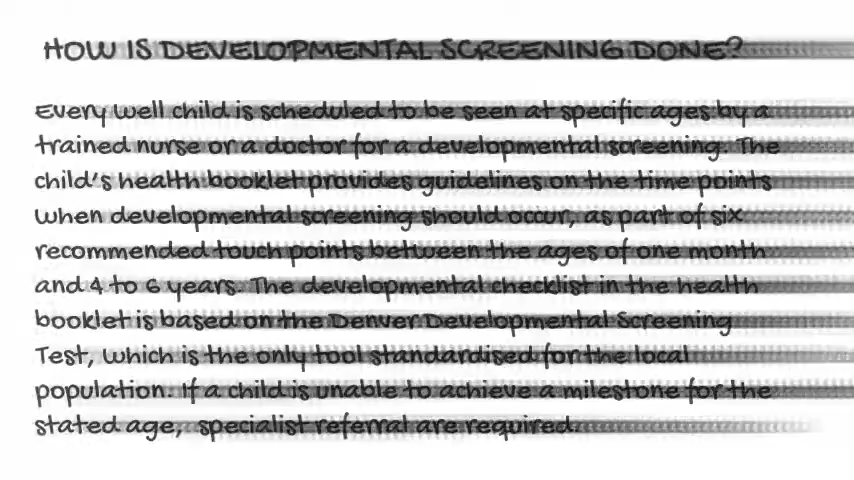 HOW IS DEVELOPMENTAL SCREENING DONE?
Every well child is scheduled to be seen at specific ages by a
trained nurse or a doctor for a developmental screening. The
child's health booklet provides guidelines on the time points
when developmental screening should occur, as part of six
recommended touch points between the ages of one month
and 4 to 6 years. The developmental checklist in the health
booklet is based on the Denver Developmental Screening
Test, which is the only tool standardised for the local
population. If a child is unable to achieve a milestone for the
stated age, specialist referral are required.